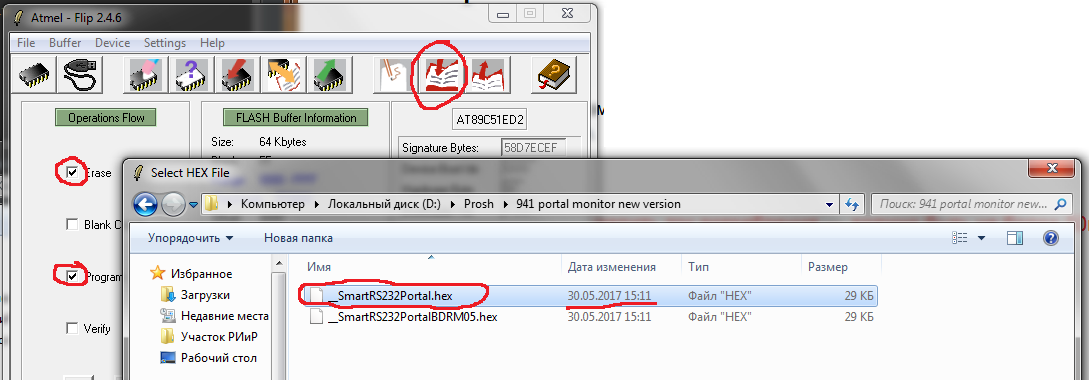 Atmel - Flip 2.4.6
File Buffer Device Settings Help
Operations Flow
FLASH Buffer Information
AT89C51ED2
Size: 64 Kbytes
Signature Bytes: 58D7ECEF
Erase
Blank C
Program
Verify
Select HEX File
Компьютер Локальный диск (D:) Prosh 941 portal monitor new version
Поиск: 941 portal monitor new...
Упорядочить Новая папка
Избранное
Загрузки
Недавние места
Участок РИиР
Рабочий стол
Имя Дата изменения Тип Размер
__SmartRS232Portal.hex 30.05.2017 15:11 Файл "HEX" 29 КБ
__SmartRS232PortalBDRM05.hex 30.05.2017 15:11 Файл "HEX" 29 КБ